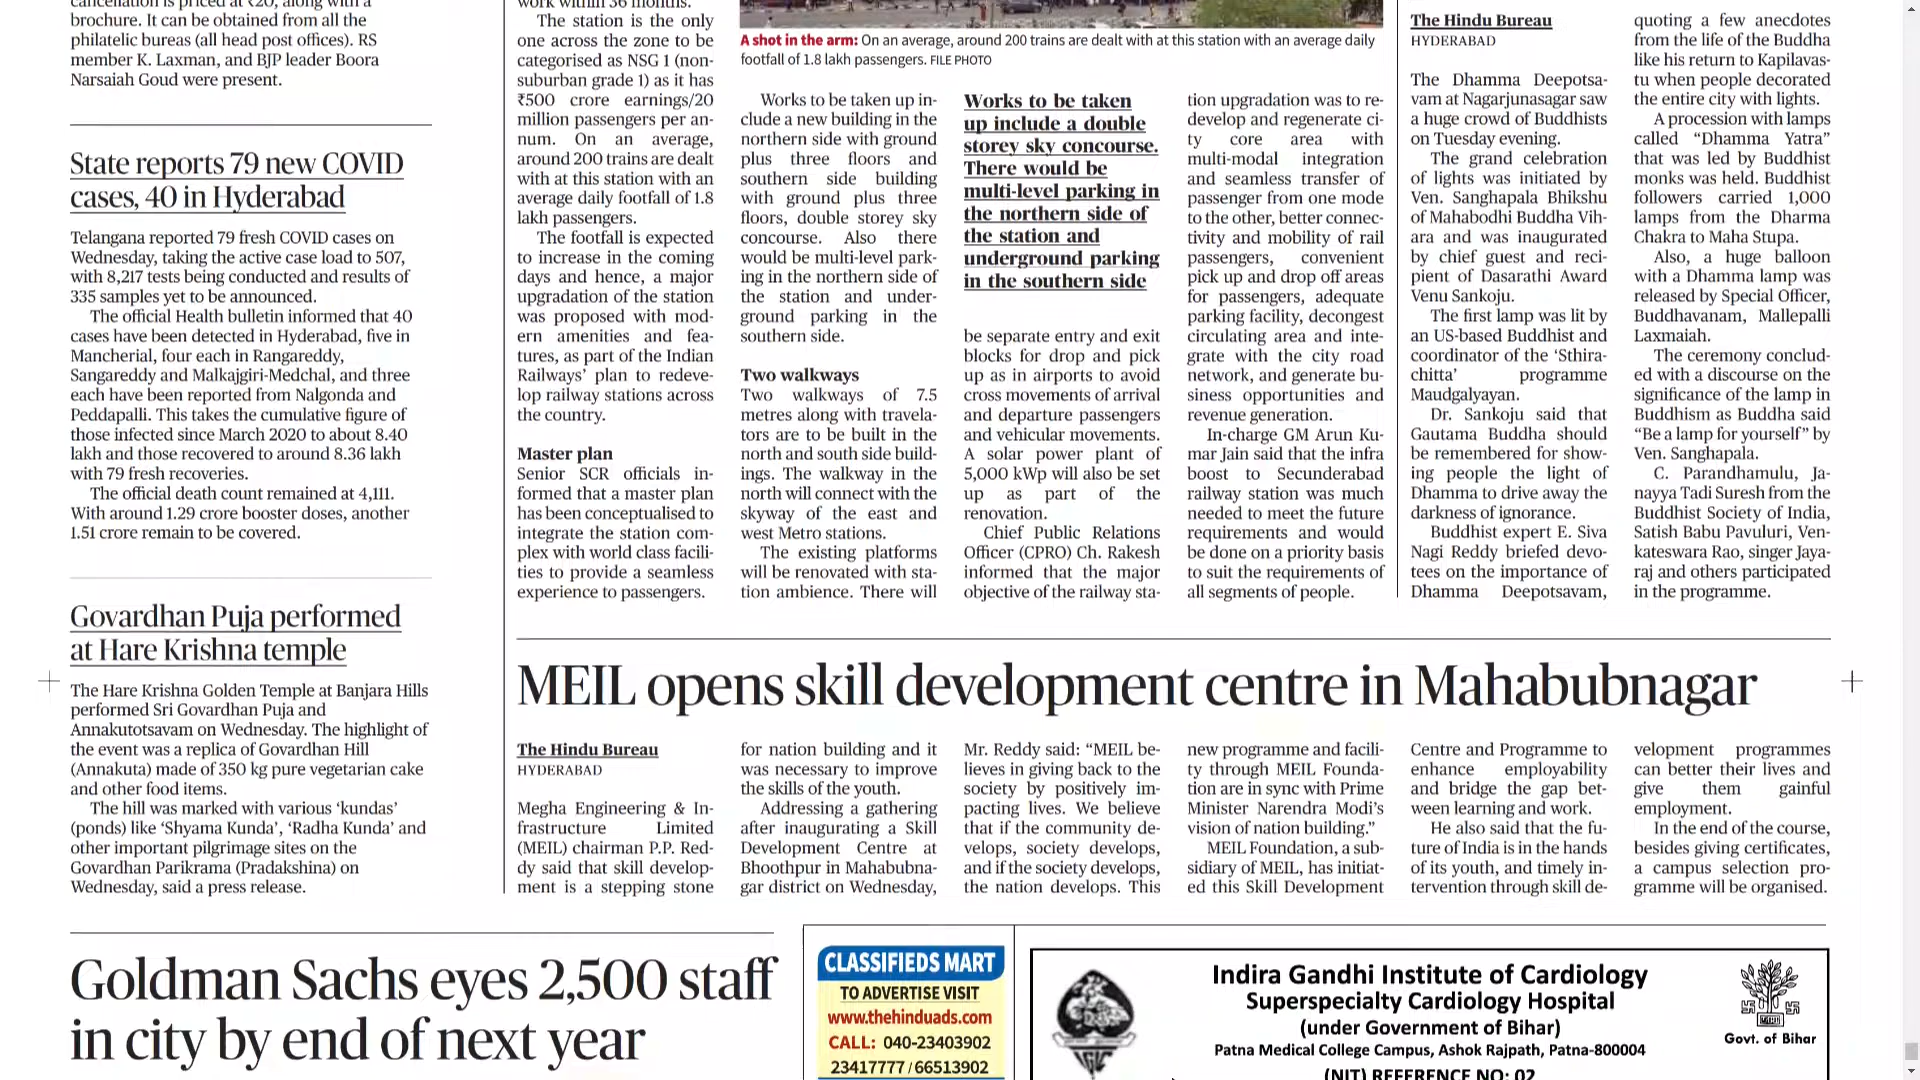 cancellation is priced at ₹20, along with a
brochure. It can be obtained from all the
philatelic bureas (all head post offices). RS
member K. Laxman, and BJP leader Boora
Narsaiah Goud were present.
State reports 79 new COVID
cases, 40 in Hyderabad
Telangana reported 79 fresh COVID cases on
Wednesday, taking the active case load to 507,
with 8,217 tests being conducted and results of
335 samples yet to be announced.
The official Health bulletin informed that 40
cases have been detected in Hyderabad, five in
Mancherial, four each in Rangareddy,
Sangareddy and Malkajgiri-Medchal, and three
each have been reported from Nalgonda and
Peddapalli. This takes the cumulative figure of
those infected since March 2020 to about 8.40
lakh and those recovered to around 8.36 lakh
with 79 fresh recoveries.
The official death count remained at 4,111.
With around 1.29 crore booster doses, another
1.51 crore remain to be covered.
Govardhan Puja performed
at Hare Krishna temple
The Hare Krishna Golden Temple at Banjara Hills
performed Sri Govardhan Puja and
Annakutotsavam on Wednesday. The highlight of
the event was a replica of Govardhan Hill
(Annakuta) made of 350 kg pure vegetarian cake
and other food items.
The hill was marked with various ‘kundas’
(ponds) like ‘Shyama Kunda’, ‘Radha Kunda’ and
other important pilgrimage sites on the
Govardhan Parikrama (Pradakshina) on
Wednesday, said a press release.
work within 36 months.
The station is the only
one across the zone to be
categorised as NSG 1 (non-
suburban grade 1) as it has
₹500 crore earnings/20
million passengers per an-
num. On an average,
around 200 trains are dealt
with at this station with an
average daily footfall of 1.8
lakh passengers.
The footfall is expected
to increase in the coming
days and hence, a major
upgradation of the station
was proposed with mod-
ern amenities and fea-
tures, as part of the Indian
Railways’ plan to redeve-
lop railway stations across
the country.
Master plan
Senior SCR officials in-
formed that a master plan
has been conceptualised to
integrate the station com-
plex with world class facili-
ties to provide a seamless
experience to passengers.
A shot in the arm: On an average, around 200 trains are dealt with at this station with an average daily
footfall of 1.8 lakh passengers. FILE PHOTO
Works to be taken up in-
clude a new building in the
northern side with ground
plus three floors and
southern side building
with ground plus three
floors, double storey sky
concourse. Also there
would be multi-level park-
ing in the northern side of
the station and under-
ground parking in the
southern side.
Two walkways
Two walkways of 7.5
metres along with travela-
tors are to be built in the
north and south side build-
ings. The walkway in the
north will connect with the
skyway of the east and
west Metro stations.
The existing platforms
will be renovated with sta-
tion ambience. There will
Works to be taken
up include a double
storey sky concourse.
There would be
multi-level parking in
the northern side of
the station and
underground parking
in the southern side
be separate entry and exit
blocks for drop and pick
up as in airports to avoid
cross movements of arrival
and departure passengers
and vehicular movements.
A solar power plant of
5,000 kWp will also be set
up as part of the
renovation.
Chief Public Relations
Officer (CPRO) Ch. Rakesh
informed that the major
objective of the railway sta-
tion upgradation was to re-
develop and regenerate ci-
ty core area with
multi-modal integration
and seamless transfer of
passenger from one mode
to the other, better connec-
tivity and mobility of rail
passengers, convenient
pick up and drop off areas
for passengers, adequate
parking facility, decongest
circulating area and inte-
grate with the city road
network, and generate bu-
siness opportunities and
revenue generation.
In-charge GM Arun Ku-
mar Jain said that the infra
boost to Secunderabad
railway station was much
needed to meet the future
requirements and would
be done on a priority basis
to suit the requirements of
all segments of people.
The Hindu Bureau
HYDERABAD
The Dhamma Deepotsa-
vam at Nagarjunasagar saw
a huge crowd of Buddhists
on Tuesday evening.
The grand celebration
of lights was initiated by
Ven. Sanghapala Bhikshu
of Mahabodhi Buddha Vih-
ara and was inaugurated
by chief guest and reci-
pient of Dasarathi Award
Venu Sankoju.
The first lamp was lit by
an US-based Buddhist and
coordinator of the ‘Sthira-
chitta’ programme
Maudgalyayan.
Dr. Sankoju said that
Gautama Buddha should
be remembered for show-
ing people the light of
Dhamma to drive away the
darkness of ignorance.
Buddhist expert E. Siva
Nagi Reddy briefed devo-
tees on the importance of
Dhamma Deepotsavam,
quoting a few anecdotes
from the life of the Buddha
like his return to Kapilavas-
tu when people decorated
the entire city with lights.
A procession with lamps
called “Dhamma Yatra”
that was led by Buddhist
monks was held. Buddhist
followers carried 1,000
lamps from the Dharma
Chakra to Maha Stupa.
Also, a huge balloon
with a Dhamma lamp was
released by Special Officer,
Buddhavanam, Mallepalli
Laxmaiah.
The ceremony conclud-
ed with a discourse on the
significance of the lamp in
Buddhism as Buddha said
“Be a lamp for yourself” by
Ven. Sanghapala.
C. Parandhamulu, Ja-
nayya Tadi Suresh from the
Buddhist Society of India,
Satish Babu Pavuluri, Ven-
kateswara Rao, singer Jaya-
raj and others participated
in the programme.
MEIL opens skill development centre in Mahabubnagar
The Hindu Bureau
HYDERABAD
Megha Engineering & In-
frastructure Limited
(MEIL) chairman P.P. Red-
dy said that skill develop-
ment is a stepping stone
for nation building and it
was necessary to improve
the skills of the youth.
Addressing a gathering
after inaugurating a Skill
Development Centre at
Bhoothpur in Mahabubna-
gar district on Wednesday,
Mr. Reddy said: “MEIL be-
lieves in giving back to the
society by positively im-
pacting lives. We believe
that if the community de-
velops, society develops,
and if the society develops,
the nation develops. This
new programme and facili-
ty through MEIL Founda-
tion are in sync with Prime
Minister Narendra Modi’s
vision of nation building.”
MEIL Foundation, a sub-
sidiary of MEIL, has initiat-
ed this Skill Development
Centre and Programme to
enhance employability
and bridge the gap bet-
ween learning and work.
He also said that the fu-
ture of India is in the hands
of its youth, and timely in-
tervention through skill de-
velopment programmes
can better their lives and
give them gainful
employment.
In the end of the course,
besides giving certificates,
a campus selection pro-
gramme will be organised.
Goldman Sachs eyes 2,500 staff
in city by end of next year
CLASSIFIEDS MART
TO ADVERTISE VISIT
www.thehinduads.com
CALL: 040-23403902
23417777/66513902
IGIC
Indira Gandhi Institute of Cardiology
Superspecialty Cardiology Hospital
(under Government of Bihar)
Patna Medical College Campus, Ashok Rajpath, Patna-800004
(NIT) REFERENCE NO: 02
Govt. of Bihar